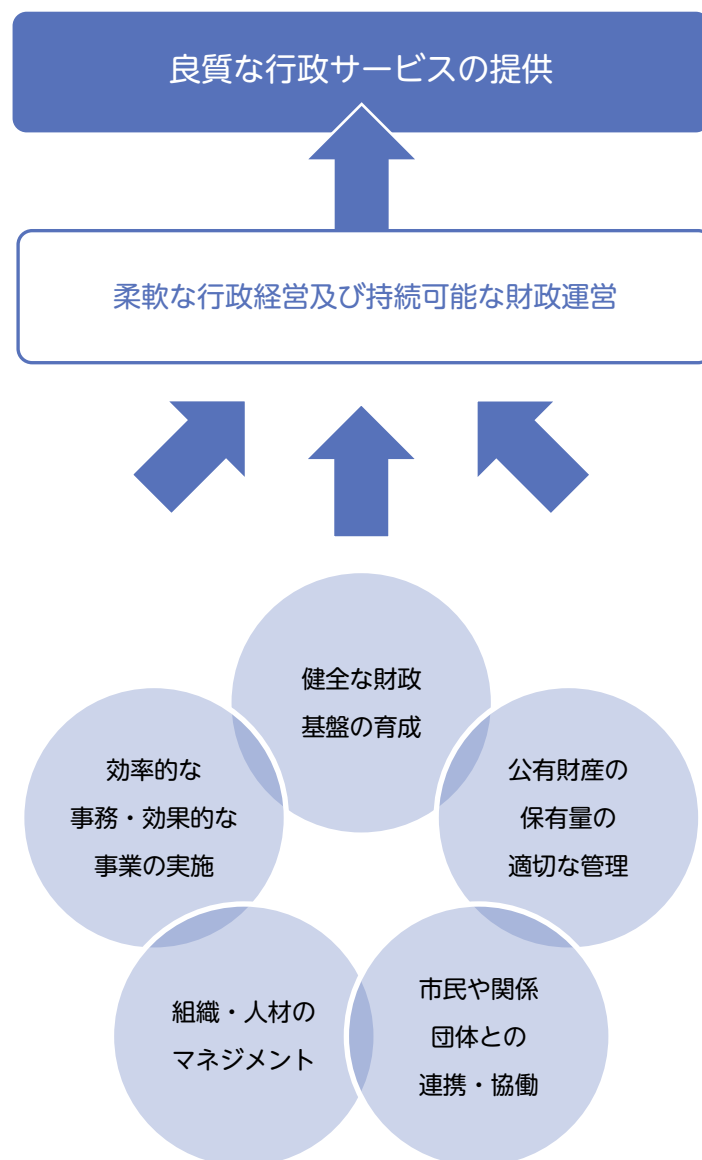 良質な行政サービスの提供
柔軟な行政経営及び持続可能な財政運営
健全な財政
基盤の育成
効率的な
事務・効果的な
事業の実施
公有財産の
保有量の
適切な管理
組織・人材の
マネジメント
市民や関係
団体との
連携・協働